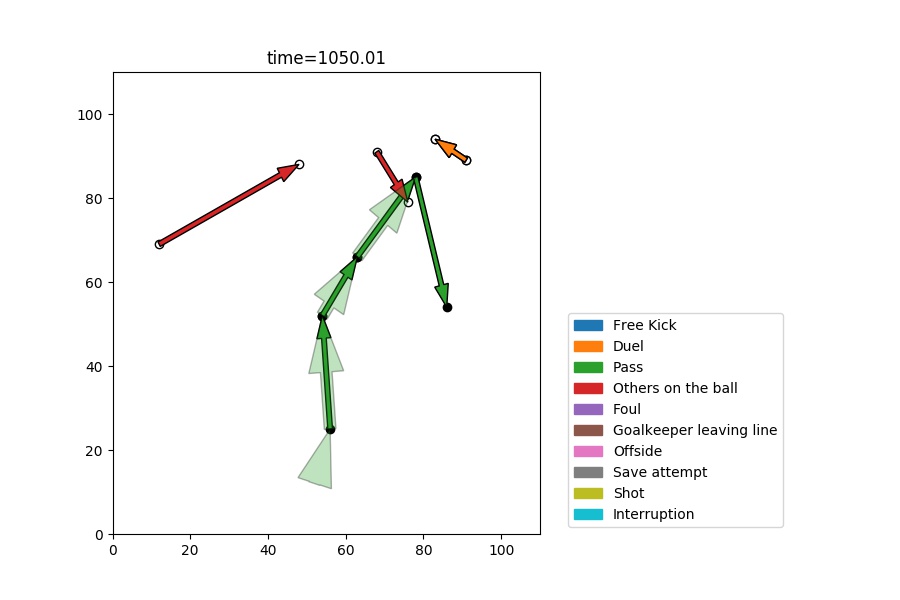 time=1050.01
100
80
60
40
20
0
0 20 40 60 80 100
Free Kick
Duel
Pass
Others on the ball
Foul
Goalkeeper leaving line
Offside
Save attempt
Shot
Interruption